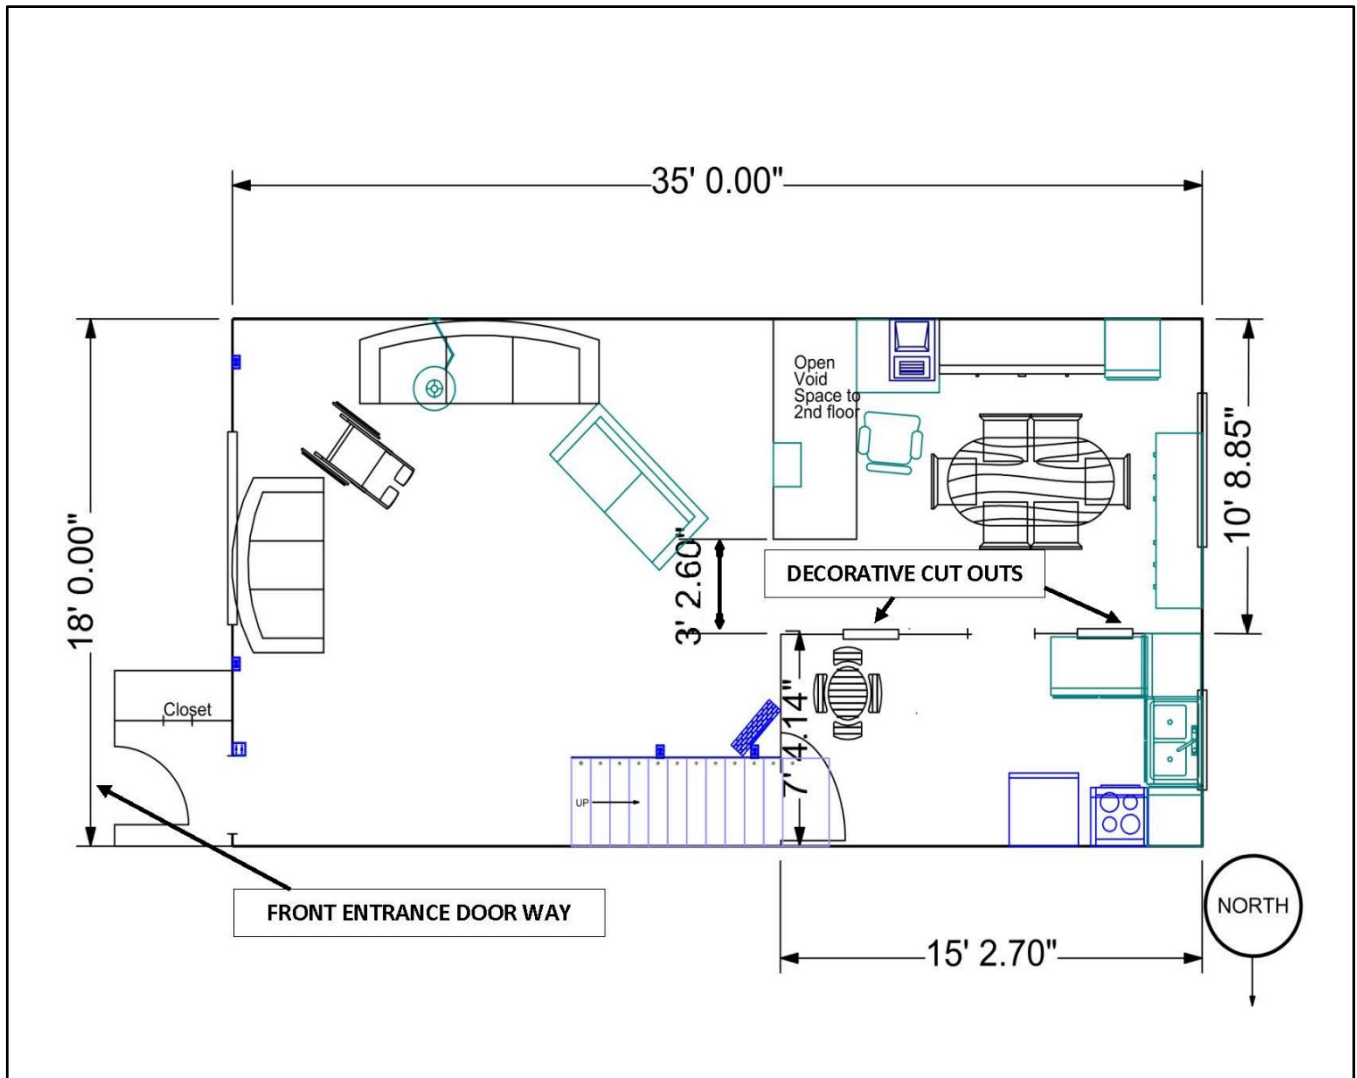 35' 0.00"
Open
Void
Space to
2nd floor
18' 0.00"
10' 8.85"
3' 2.60"
DECORATIVE CUT OUTS
Closet
7' 4.14"
UP
FRONT ENTRANCE DOOR WAY
NORTH
15' 2.70"